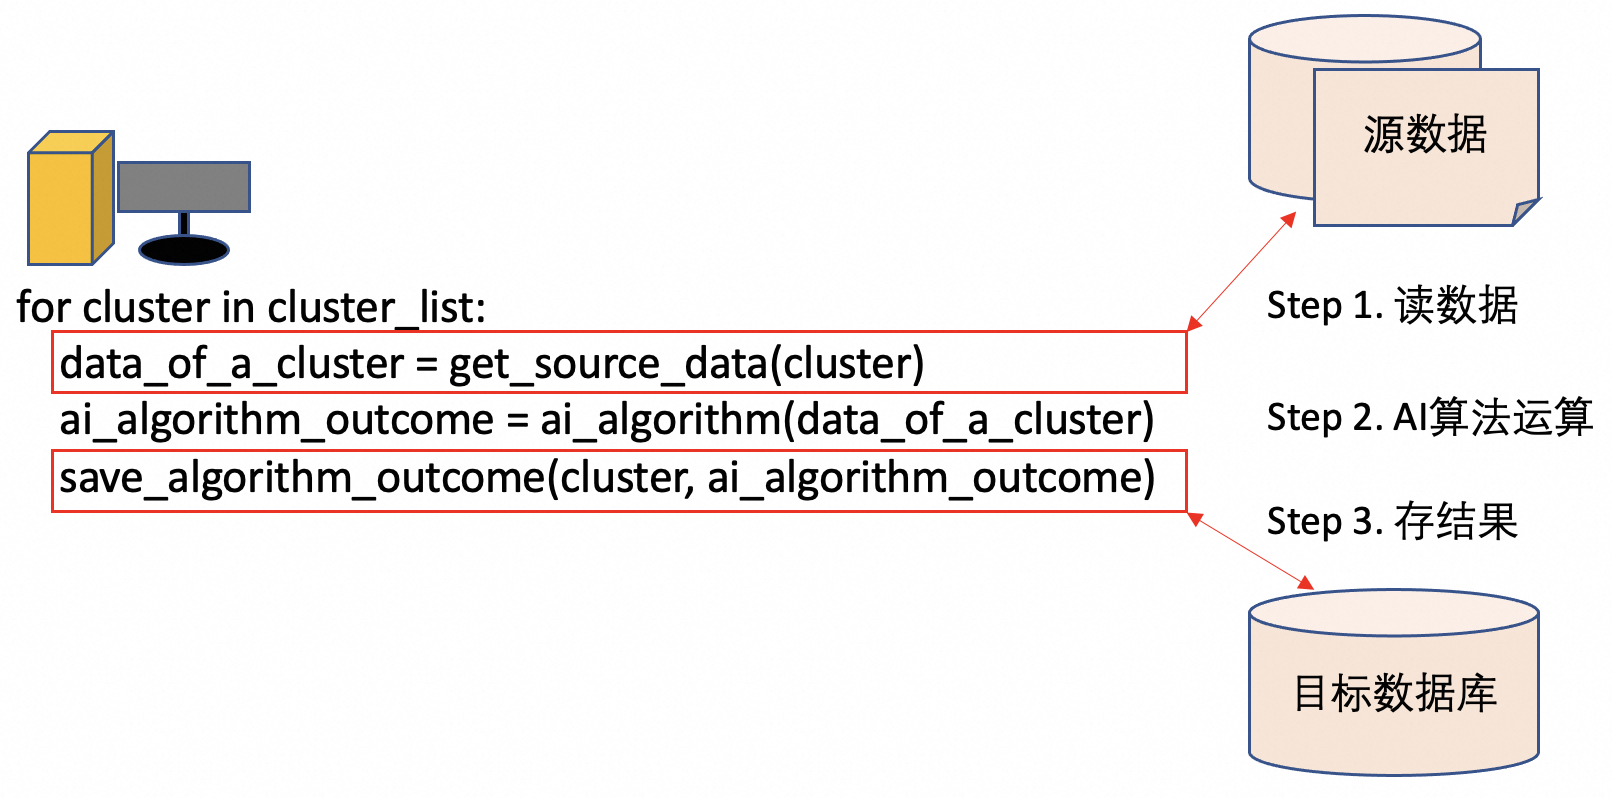 源数据
for cluster in cluster_list:
Step 1. 读数据
data_of_a_cluster = get_source_data(cluster)
ai_algorithm_outcome = ai_algorithm(data_of_a_cluster)
Step 2. AI算法运算
save_algorithm_outcome(cluster, ai_algorithm_outcome)
Step 3. 存结果
目标数据库